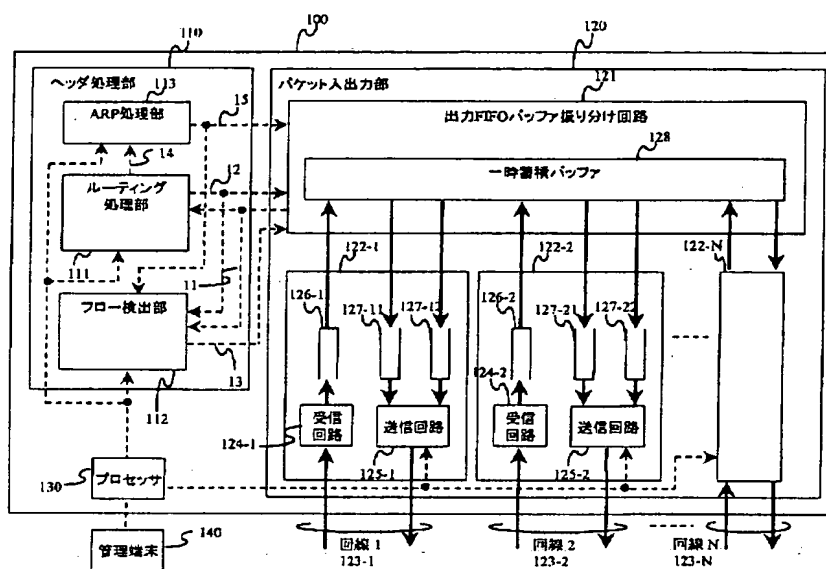 100
110
120
ヘッダ処理部
113
15
パケット入出力部
121
ARP処理部
出力FIFOバッファ振り分け回路
14
12
128
一時蓄積バッファ
ルーティング
処理部
111
11
122-1
122-2
122-N
フロー検出部
126-1
127-11
127-12
126-2
127-21
127-22
13
124-2
112
受信
回路
送信回路
受信
回路
送信回路
124-1
125-1
125-2
プロセッサ
130
管理端末
140
回線 1
123-1
回線 2
123-2
回線 N
123-N